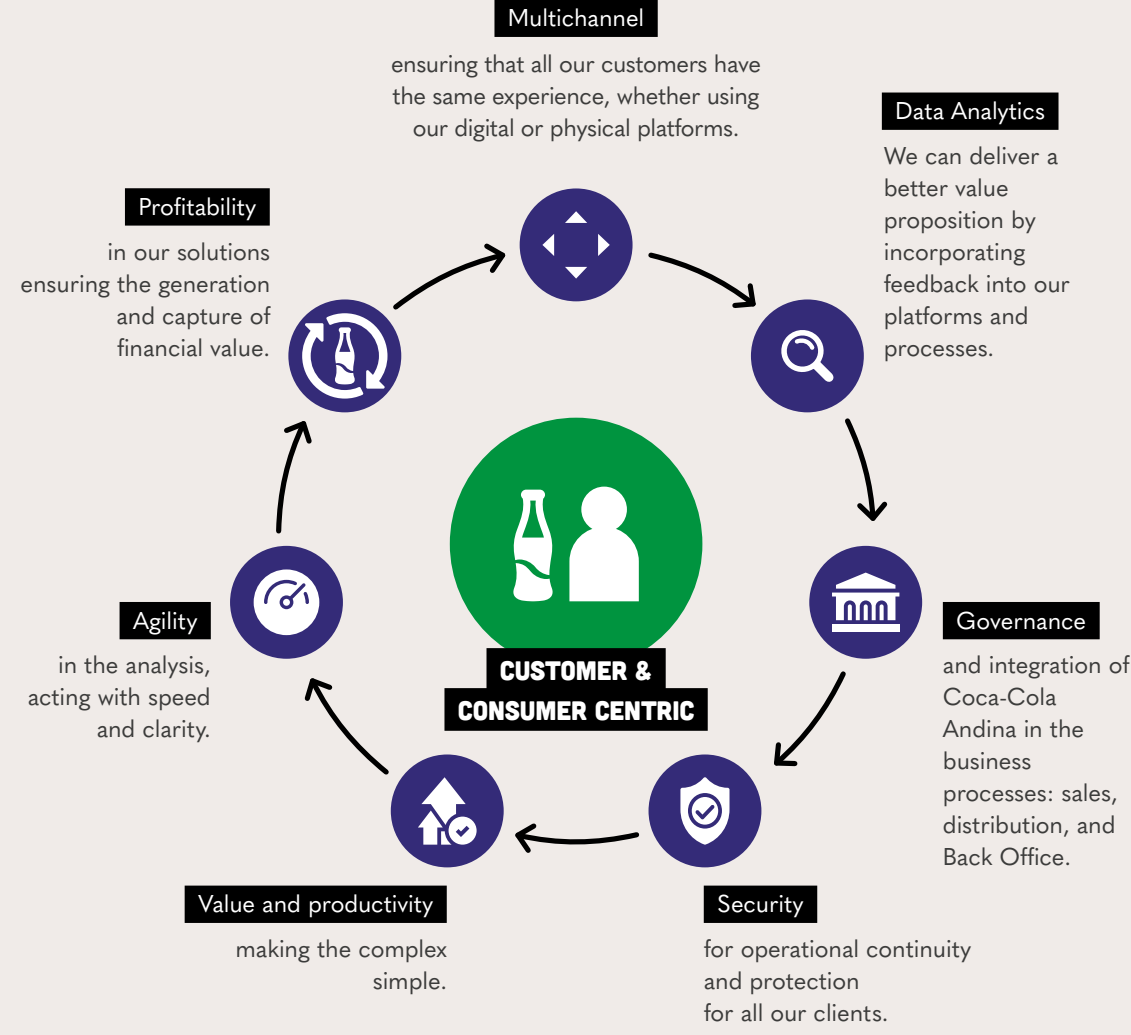 Multichannel
ensuring that all our customers have
the same experience, whether using
our digital or physical platforms.
Data Analytics
We can deliver a
better value
proposition by
incorporating
feedback into our
platforms and
processes.
Governance
and integration of
Coca-Cola
Andina in the
business
processes: sales,
distribution, and
Back Office.
Security
for operational continuity
and protection
for all our clients.
Value and productivity
making the complex
simple.
Agility
in the analysis,
acting with speed
and clarity.
Profitability
in our solutions
ensuring the generation
and capture of
financial value.
CUSTOMER &
CONSUMER CENTRIC